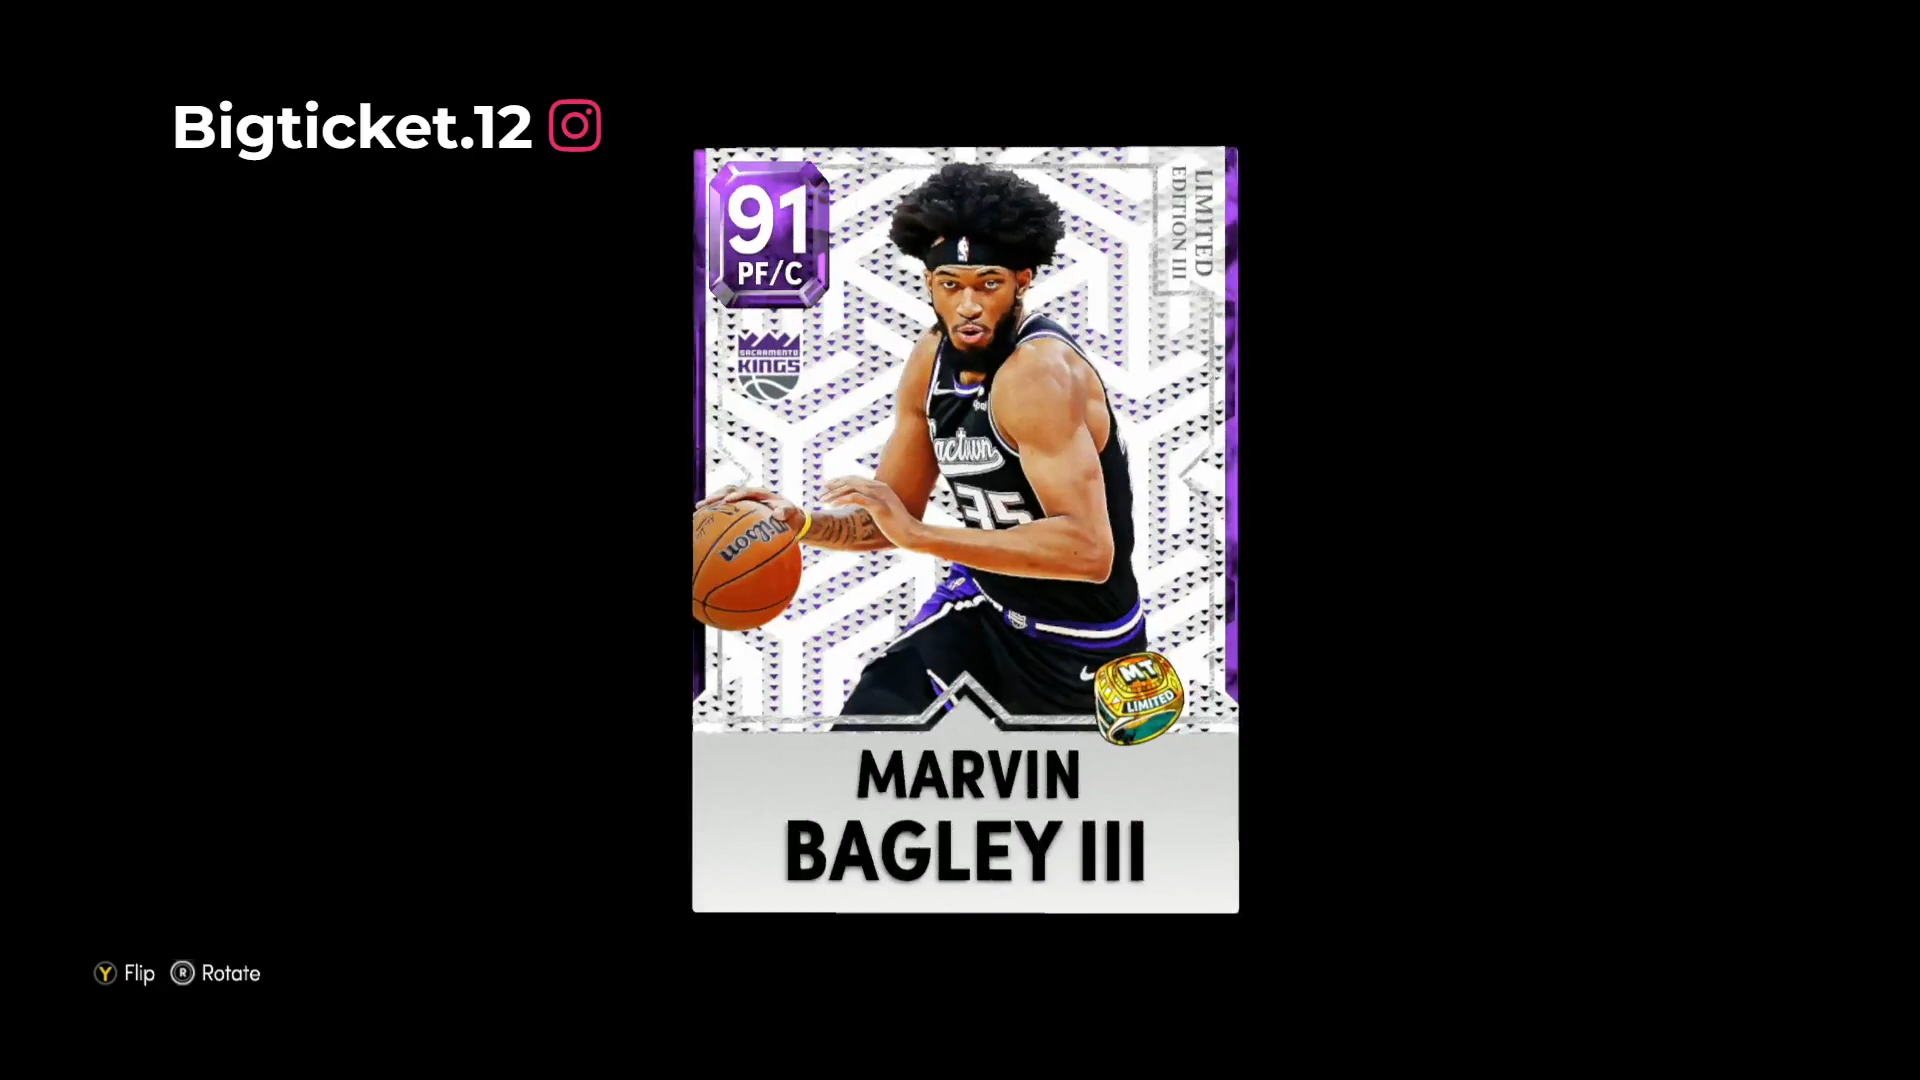 Bigticket.12
91
PF/C
LIMITED
EDITION III
SACRAMENTO
KINGS
Wilson
Sactown
35
MT
LIMITED
MARVIN
BAGLEY III
Y Flip R Rotate